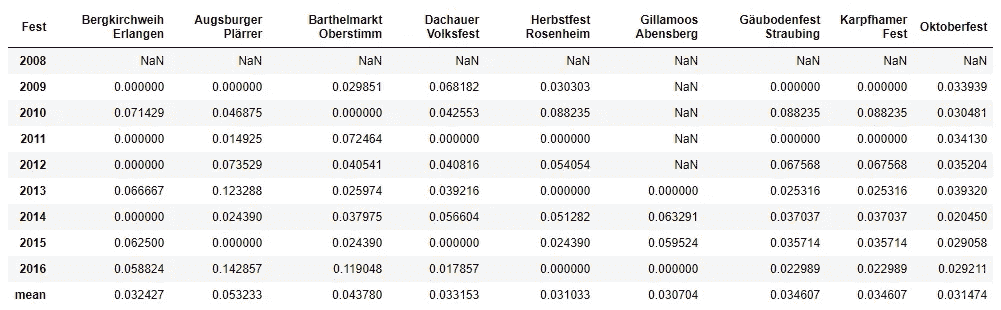 Fest Bergkirchweih Erlangen Augsburger Plärrer Barthelmarkt Oberstimm Dachauer Volksfest Herbstfest Rosenheim Gillamoos Abensberg Gäubodenfest Straubing Karpfhamer Fest Oktoberfest
2008 NaN NaN NaN NaN NaN NaN NaN NaN NaN
2009 0.000000 0.000000 0.029851 0.068182 0.030303 NaN 0.000000 0.000000 0.033939
2010 0.071429 0.046875 0.000000 0.042553 0.088235 NaN 0.088235 0.088235 0.030481
2011 0.000000 0.014925 0.072464 0.000000 0.000000 NaN 0.000000 0.000000 0.034130
2012 0.000000 0.073529 0.040541 0.040816 0.054054 NaN 0.067568 0.067568 0.035204
2013 0.066667 0.123288 0.025974 0.039216 0.000000 0.000000 0.025316 0.025316 0.039320
2014 0.000000 0.024390 0.037975 0.056604 0.051282 0.063291 0.037037 0.037037 0.020450
2015 0.062500 0.000000 0.024390 0.000000 0.024390 0.059524 0.035714 0.035714 0.029058
2016 0.058824 0.142857 0.119048 0.017857 0.000000 0.000000 0.022989 0.022989 0.029211
mean 0.032427 0.053233 0.043780 0.033153 0.031033 0.030704 0.034607 0.034607 0.031474